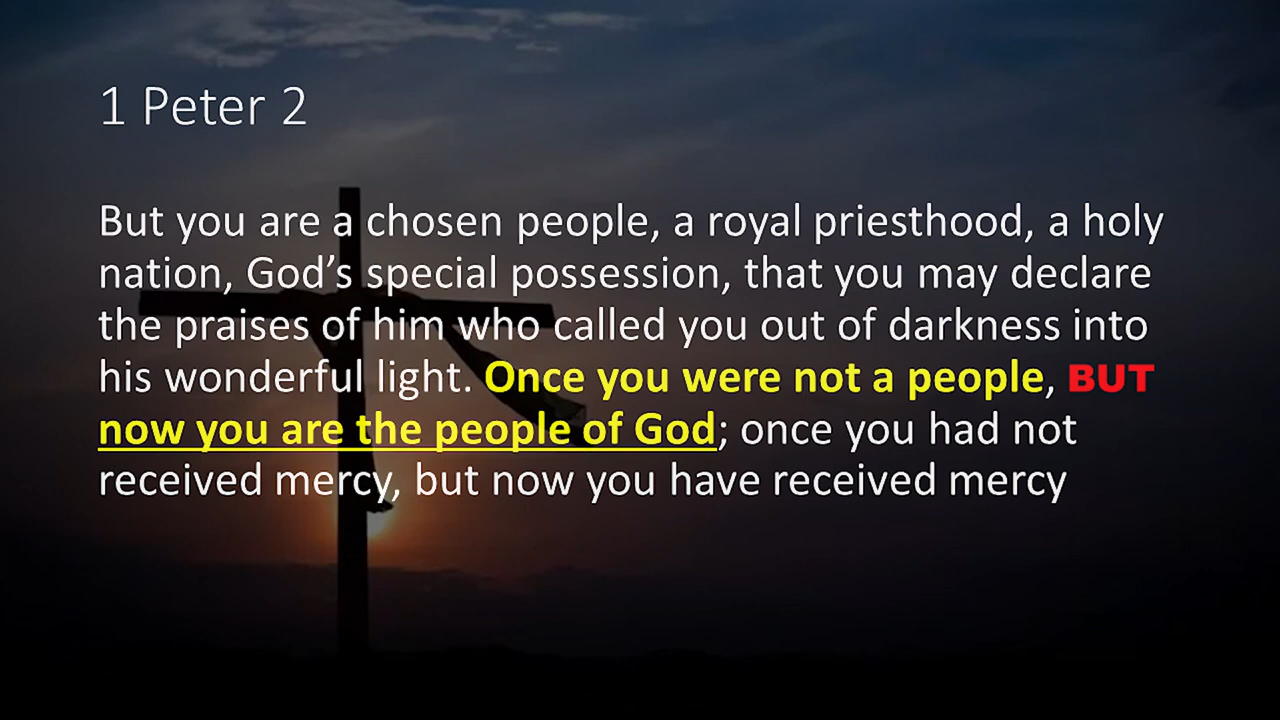 1 Peter 2
But you are a chosen people, a royal priesthood, a holy
nation, God’s special possession, that you may declare
the praises of him who called you out of darkness into
his wonderful light. Once you were not a people, BUT
now you are the people of God; once you had not
received mercy, but now you have received mercy